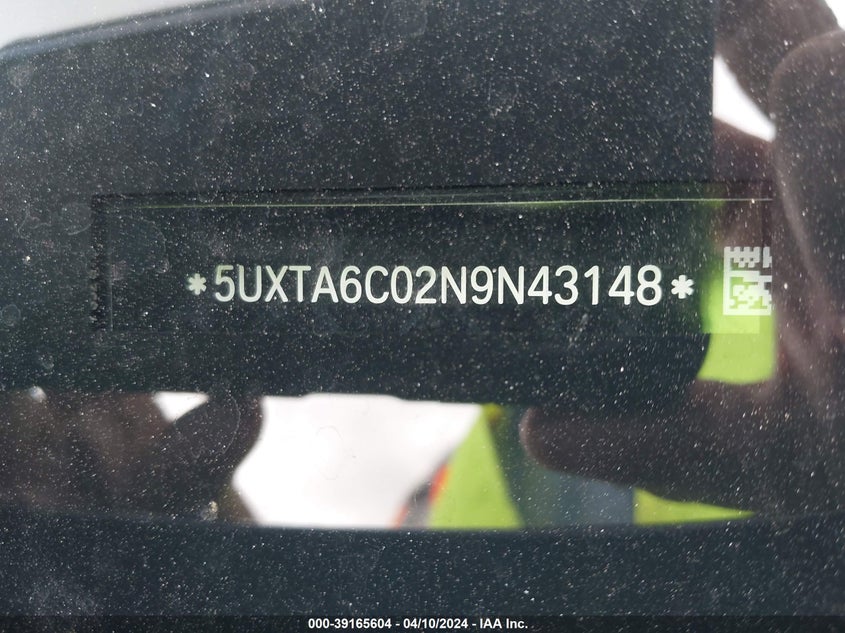 *5UXTA6C02N9N43148*
000-39165604 - 04/10/2024 - IAA Inc.